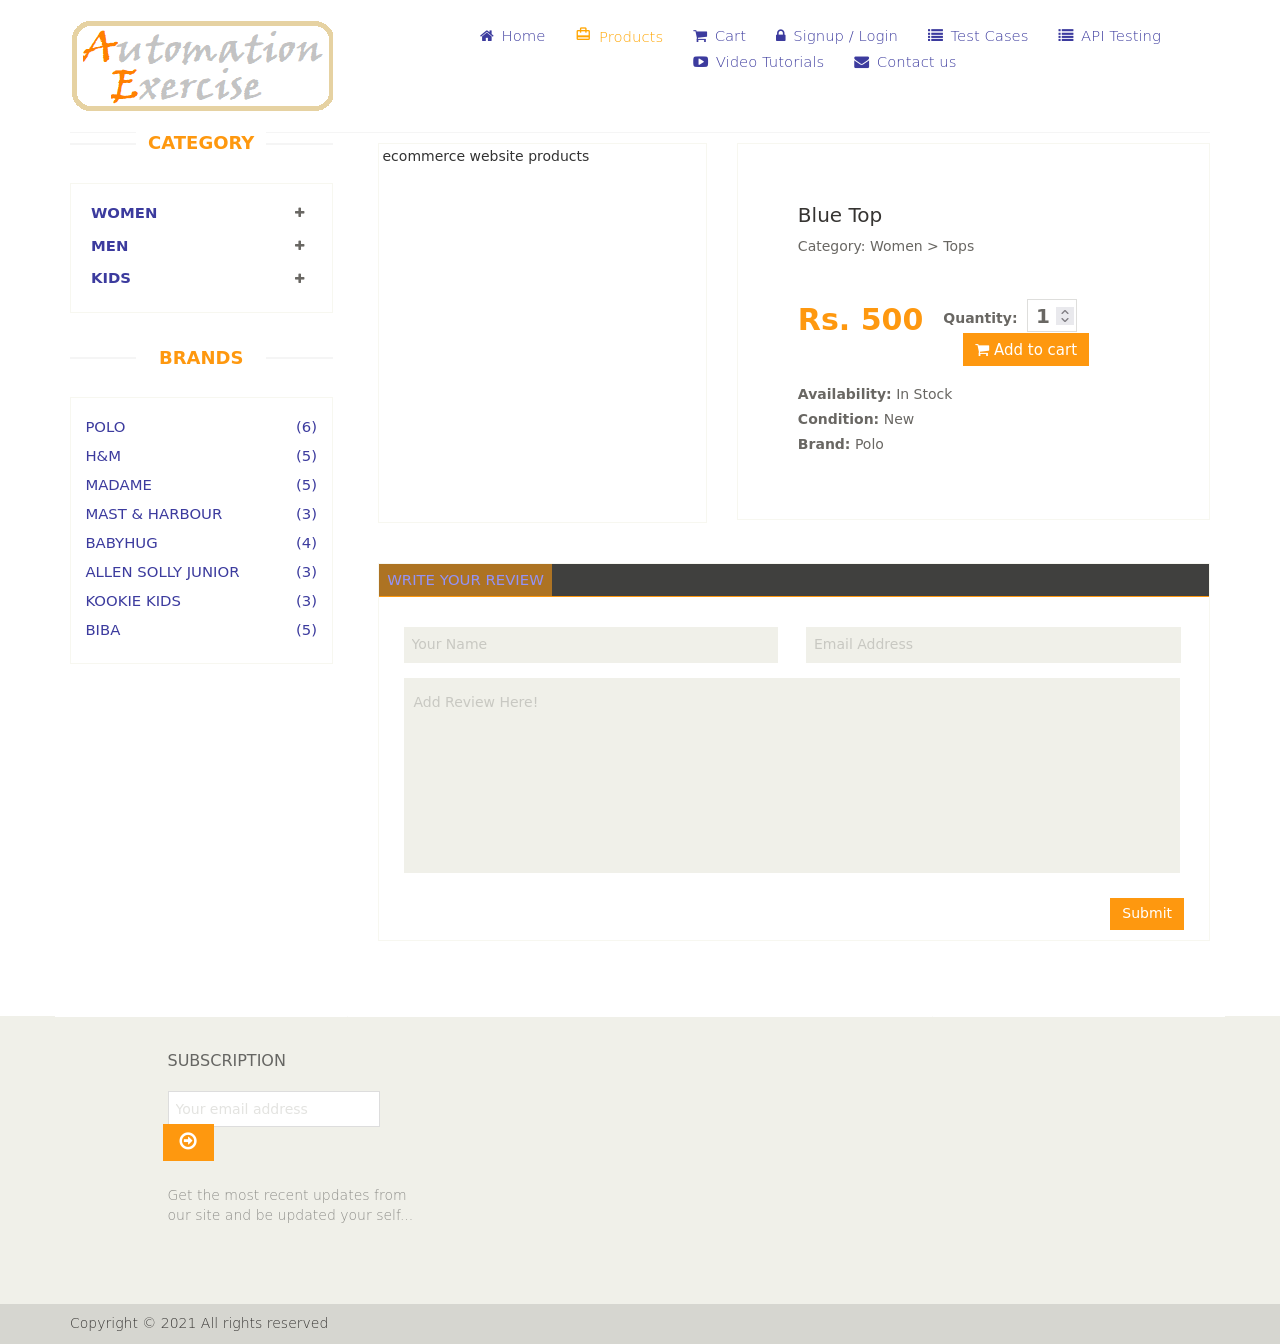 Automation
Exercise
Home
Products
Cart
Signup / Login
Test Cases
API Testing
Video Tutorials
Contact us
CATEGORY
WOMEN
MEN
KIDS
BRANDS
POLO (6)
H&M (5)
MADAME (5)
MAST & HARBOUR (3)
BABYHUG (4)
ALLEN SOLLY JUNIOR (3)
KOOKIE KIDS (3)
BIBA (5)
ecommerce website products
Blue Top
Category: Women > Tops
Rs. 500 Quantity: 1
Add to cart
Availability: In Stock
Condition: New
Brand: Polo
WRITE YOUR REVIEW
Your Name
Email Address
Add Review Here!
Submit
SUBSCRIPTION
Your email address
Get the most recent updates from
our site and be updated your self...
Copyright © 2021 All rights reserved